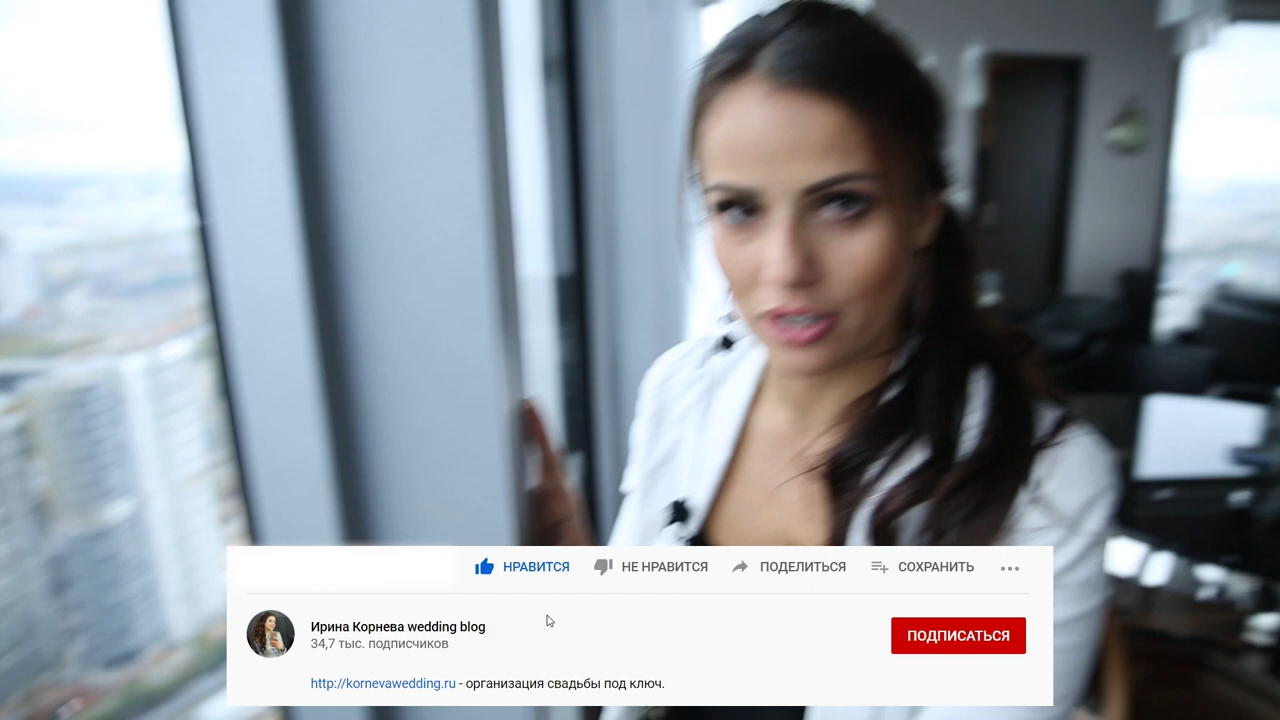 НРАВИТСЯ НЕ НРАВИТСЯ ПОДЕЛИТЬСЯ СОХРАНИТЬ
Ирина Корнева wedding blog
34,7 тыс. подписчиков
ПОДПИСАТЬСЯ
http://kornevawedding.ru - организация свадьбы под ключ.